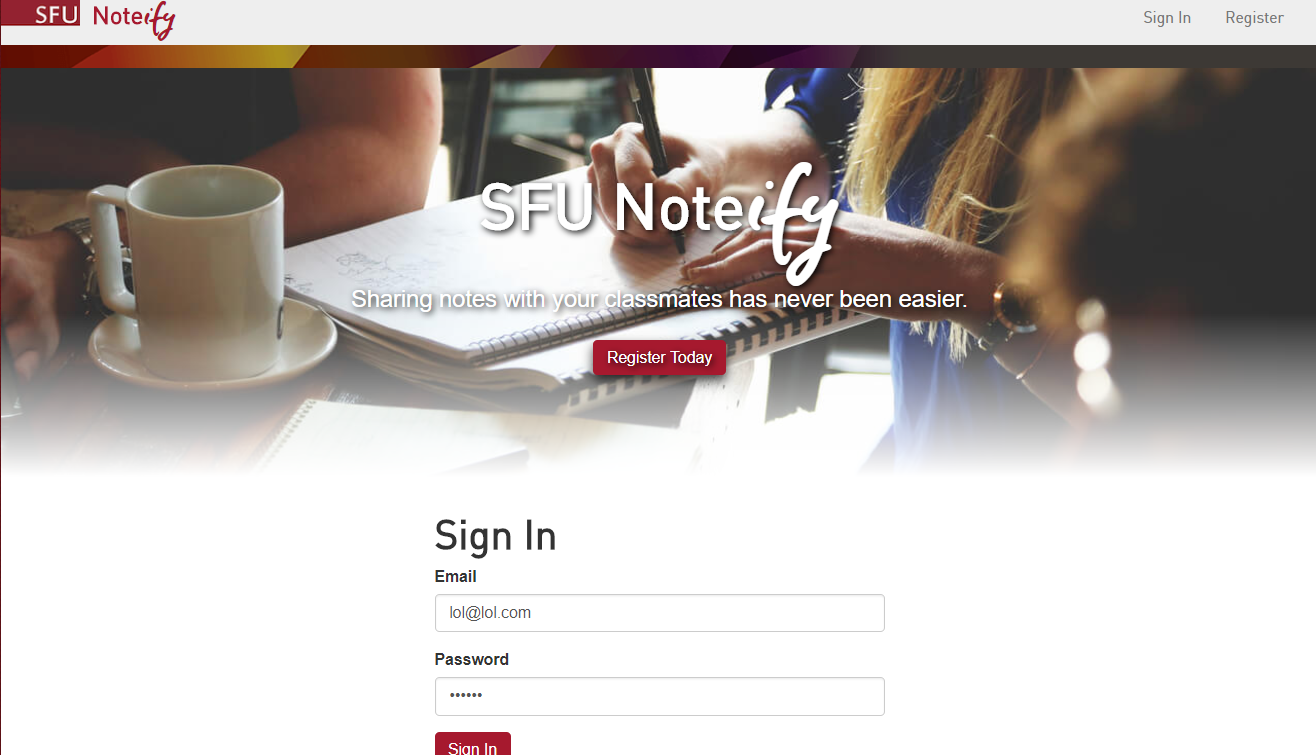 SFU Noteify Sign In Register
SFU Noteify
Sharing notes with your classmates has never been easier.
Register Today
Sign In
Email
lol@lol.com
Password
••••••
Sign In